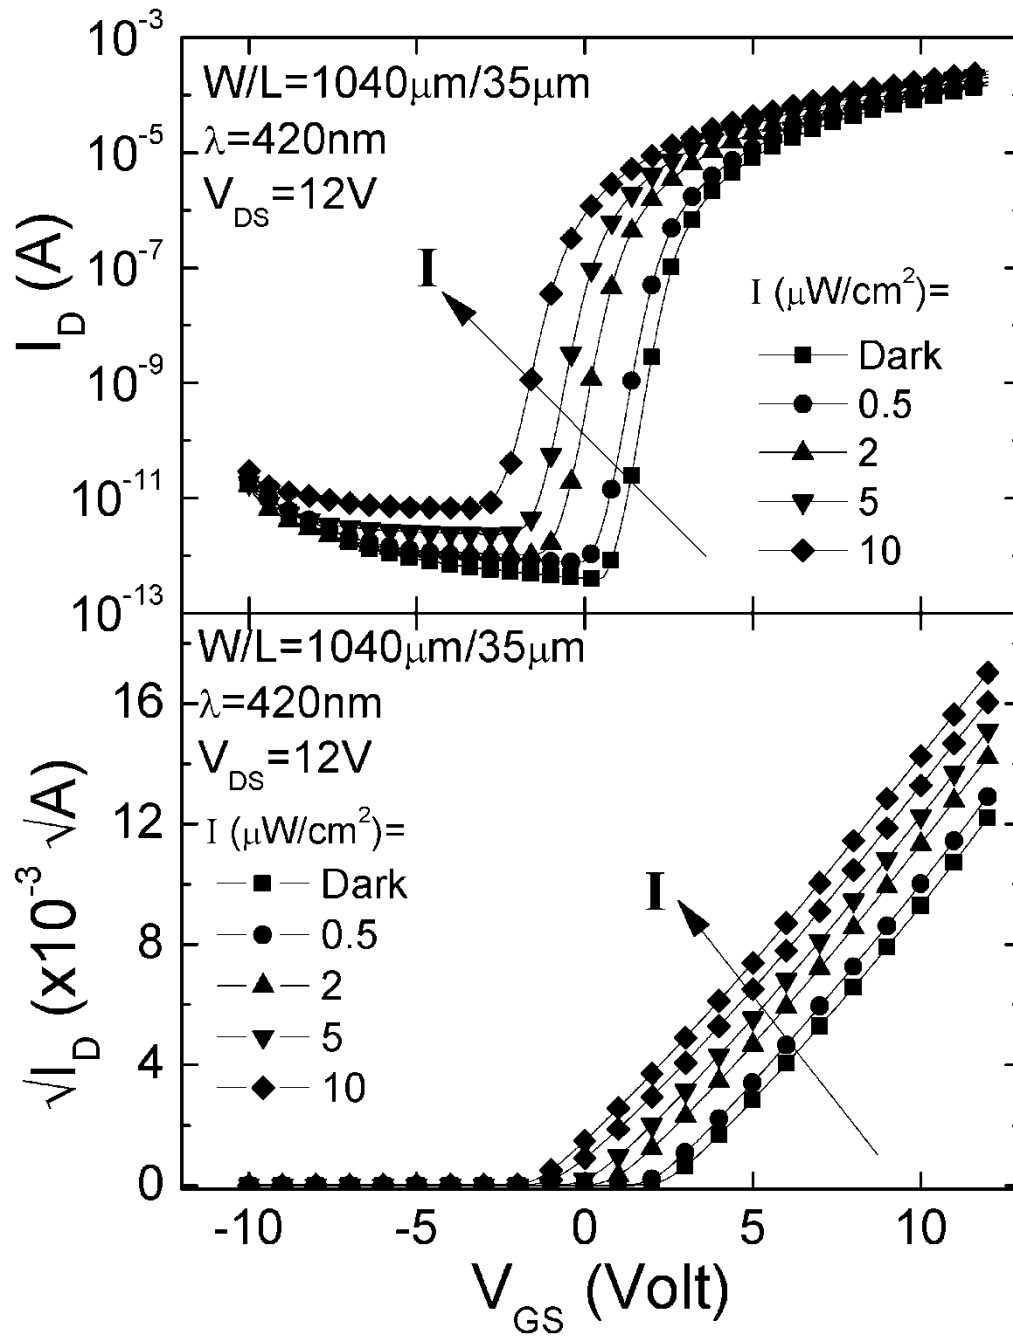 10⁻³
W/L=1040μm/35μm
λ=420nm
V_DS=12V
10⁻⁵
I
10⁻⁷
I_D (A)
I (μW/cm²)=
Dark
0.5
2
5
10
10⁻⁹
10⁻¹¹
10⁻¹³
W/L=1040μm/35μm
λ=420nm
V_DS=12V
I (μW/cm²)=
Dark
0.5
2
5
10
I
16
12
8
4
0
√I_D (x10⁻³ √A)
-10 -5 0 5 10
V_GS (Volt)